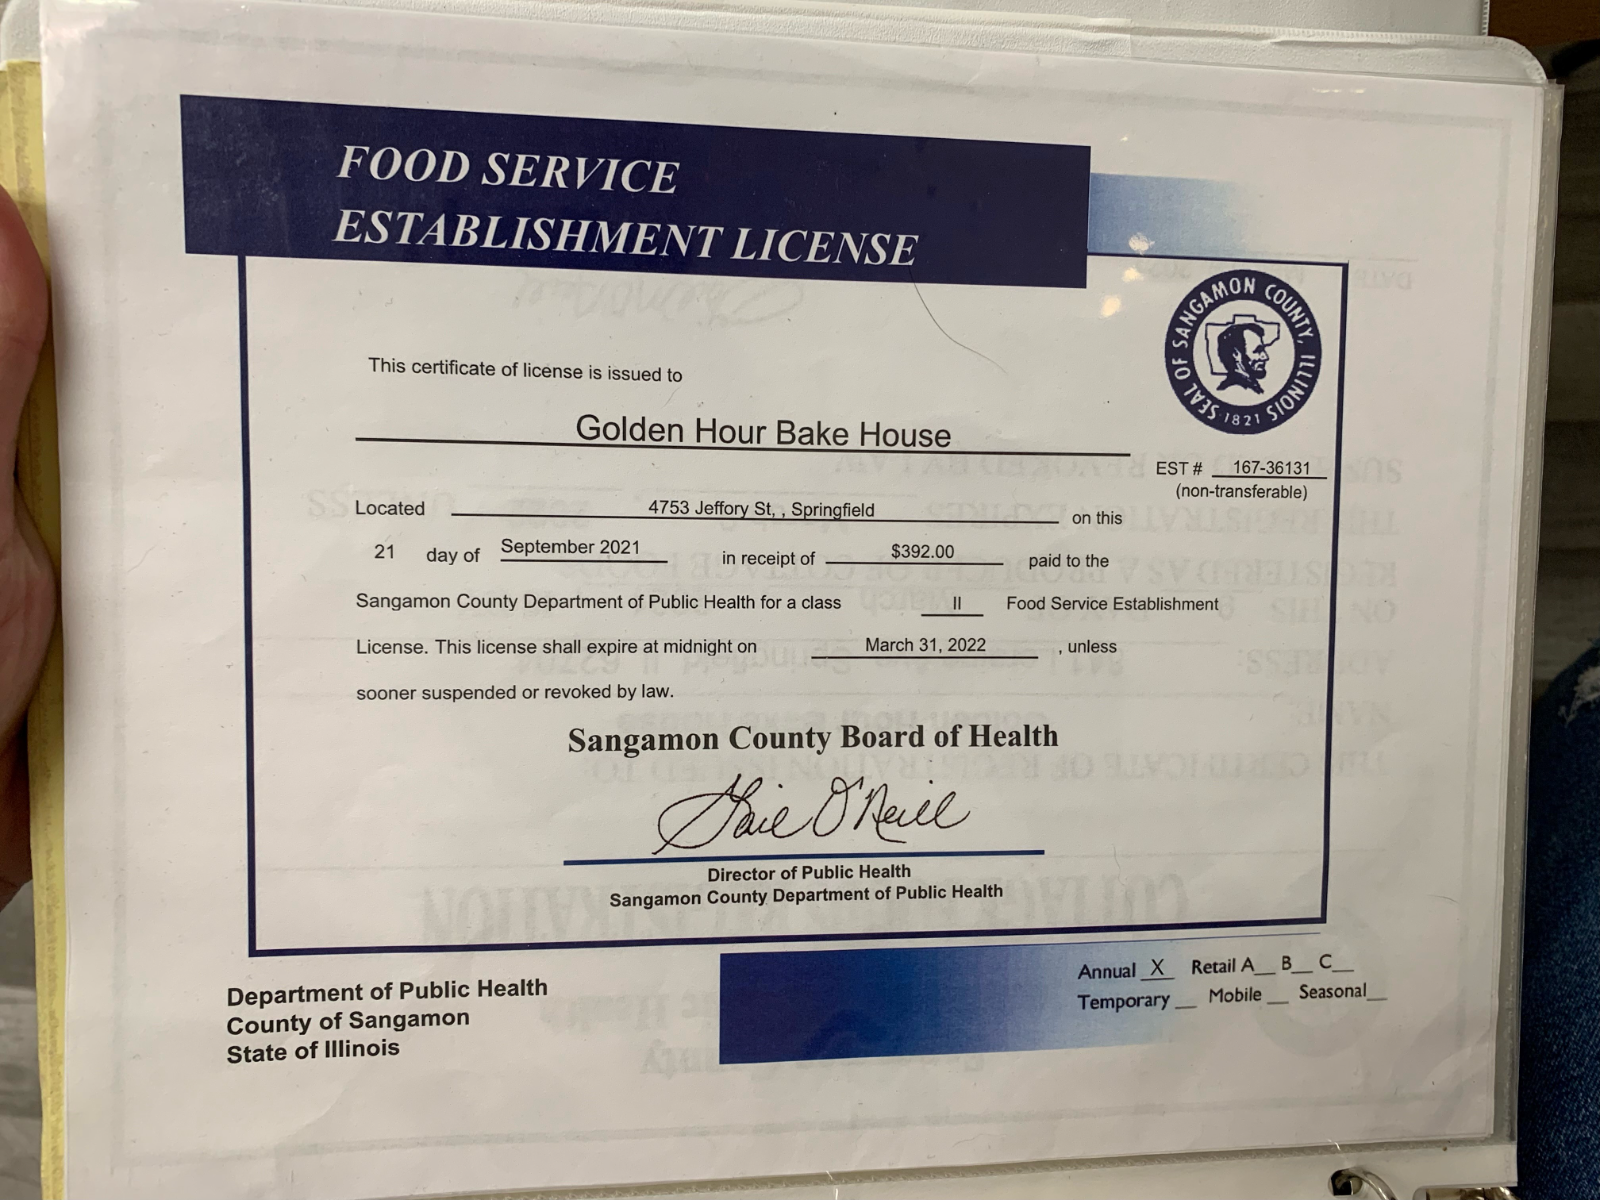 FOOD SERVICE
ESTABLISHMENT LICENSE
SEAL OF SANGAMON COUNTY, ILLINOIS
1821
This certificate of license is issued to
Golden Hour Bake House
EST # 167-36131
(non-transferable)
Located 4753 Jeffory St, , Springfield on this
21 day of September 2021 in receipt of $392.00 paid to the
Sangamon County Department of Public Health for a class II Food Service Establishment
License. This license shall expire at midnight on March 31, 2022 , unless
sooner suspended or revoked by law.
Sangamon County Board of Health
Gail O'Neill
Director of Public Health
Sangamon County Department of Public Health
Department of Public Health
County of Sangamon
State of Illinois
Annual X Retail A__ B__ C__
Temporary __ Mobile __ Seasonal__